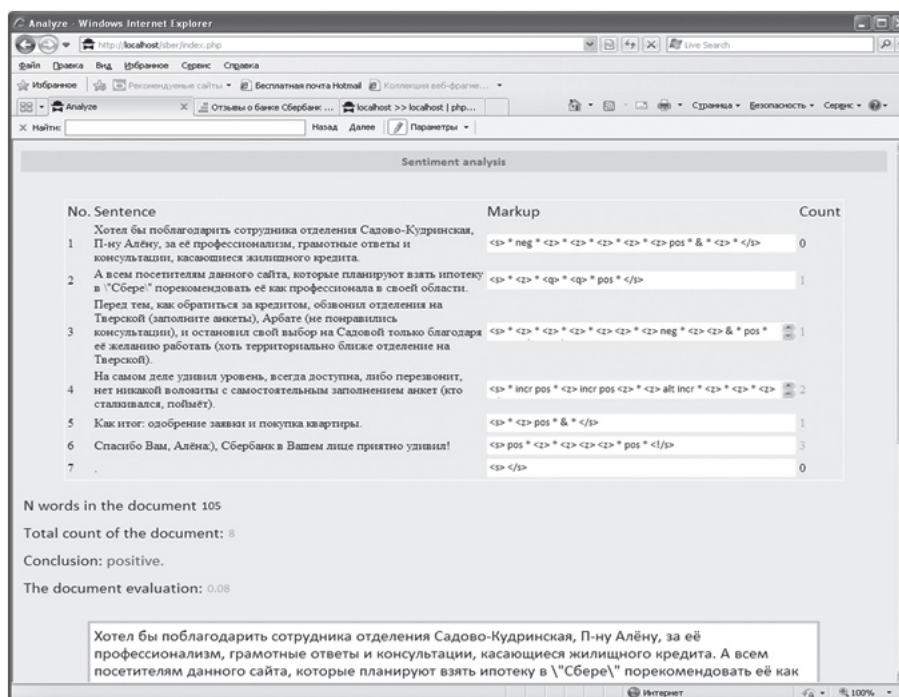 Analyze - Windows Internet Explorer
http://localhost/sber/index.php
Live Search
Файл Правка Вид Избранное Сервис Справка
Избранное Рекомендуемые сайты Бесплатная почта Hotmail Коллекция веб-фрагме...
Analyze Отзывы о банке Сбербанк ... localhost >> localhost | php... Страница Безопасность Сервис
Найти: Назад Далее Параметры
Sentiment analysis
No. Sentence Markup Count
Хотел бы поблагодарить сотрудника отделения Садово-Кудринская,
1 П-ну Алёну, за её профессионализм, грамотные ответы и <s> * neg * <z> * <z> * <z> * <z> * <z> pos * & * <z> * </s> 0
консультации, касающиеся жилищного кредита.
2 А всем посетителям данного сайта, которые планируют взять ипотеку <s> * <z> * <q> * <q> * pos * </s> 1
в \"Сбере\" порекомендовать её как профессионала в своей области.
Перед тем, как обратиться за кредитом, обзвонил отделения на
Тверской (заполните анкеты), Арбате (не понравились
3 консультации), и остановил свой выбор на Садовой только благодаря <s> * <z> * <z> * <z> * <z> <z> * <z> neg * <z> <z> & * pos * 1
её желанию работать (хоть территориально ближе отделение на
Тверской).
На самом деле удивил уровень, всегда доступна, либо перезвонит,
4 нет никакой волокиты с самостоятельным заполнением анкет (кто <s> * incr pos * <z> incr pos <z> * <z> alt incr * <z> * <z> * <z> 2
сталкивался, поймёт).
5 Как итог: одобрение заявки и покупка квартиры. <s> * <z> pos * & * </s> 1
6 Спасибо Вам, Алёна:), Сбербанк в Вашем лице приятно удивил! <s> pos * <z> * <z> <z> <z> * pos * <!/s> 3
7 . <s> </s> 0
N words in the document 105
Total count of the document: 8
Conclusion: positive.
The document evaluation: 0.08
Хотел бы поблагодарить сотрудника отделения Садово-Кудринская, П-ну Алёну, за её
профессионализм, грамотные ответы и консультации, касающиеся жилищного кредита. А всем
посетителям данного сайта, которые планируют взять ипотеку в \"Сбере\" порекомендовать её как
Интернет 100%